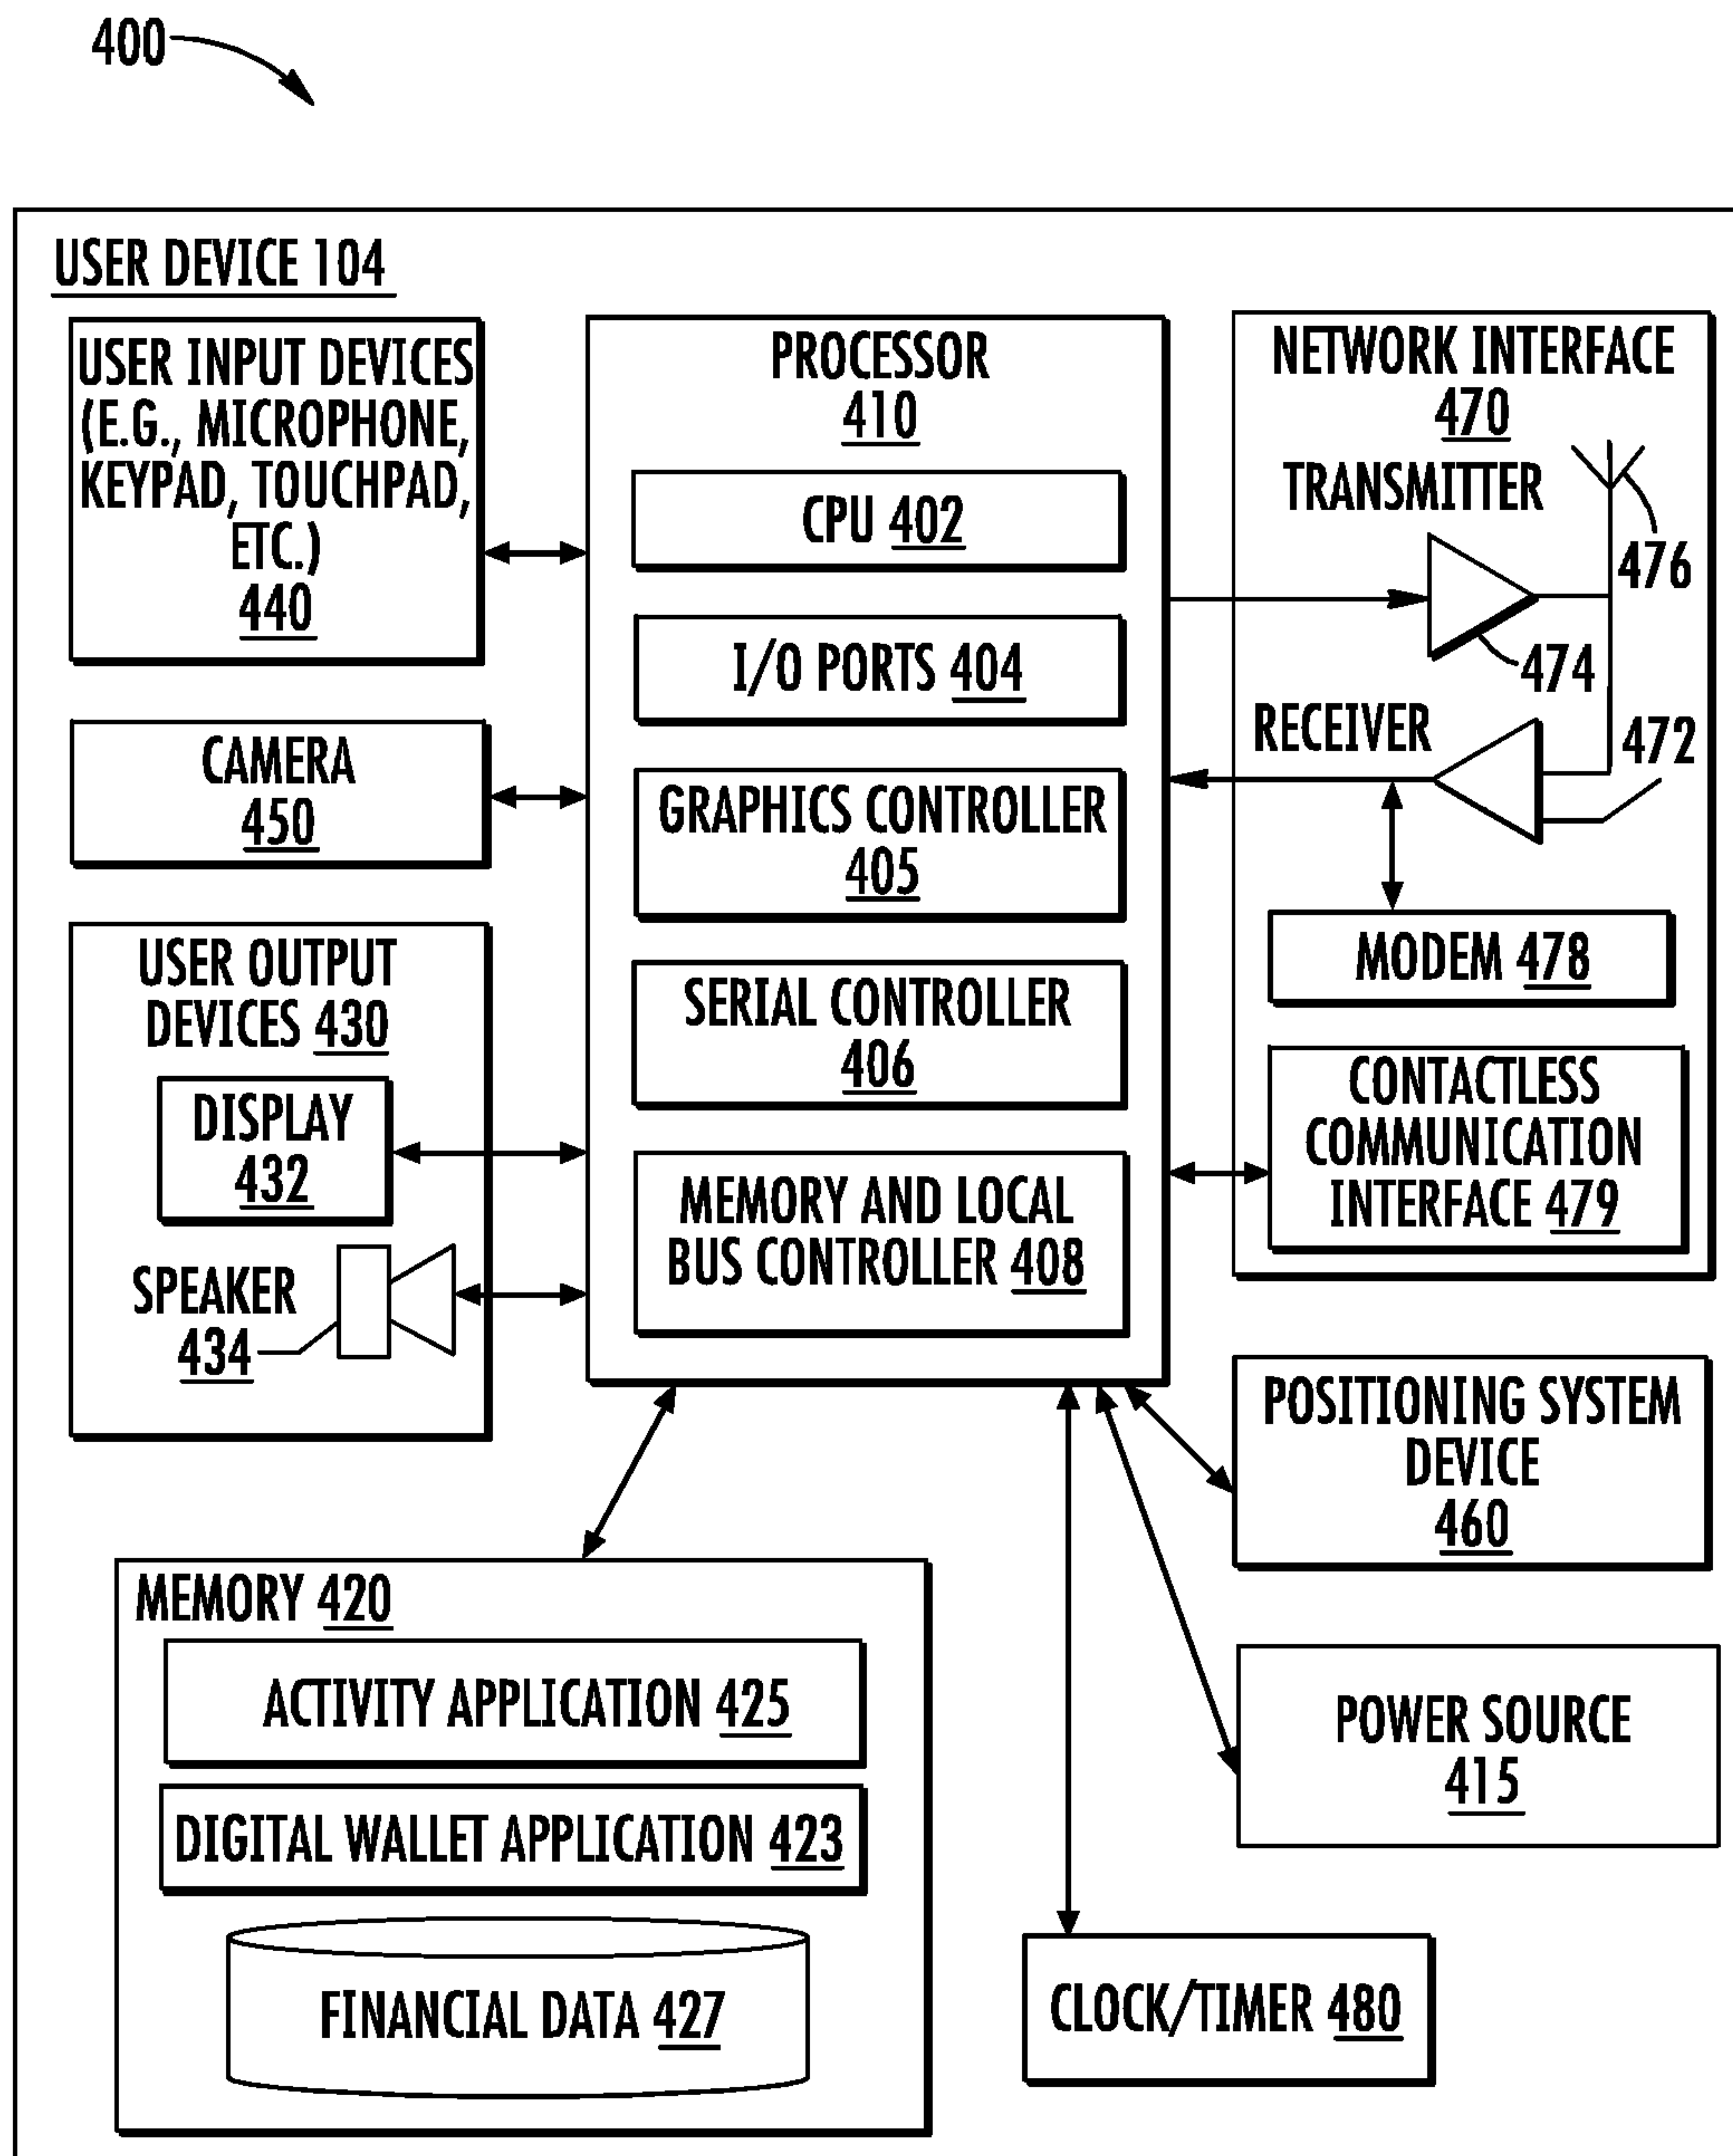 400
USER DEVICE 104
USER INPUT DEVICES
(E.G., MICROPHONE,
KEYPAD, TOUCHPAD,
ETC.)
440
CAMERA
450
USER OUTPUT
DEVICES 430
DISPLAY
432
SPEAKER
434
PROCESSOR
410
CPU 402
I/O PORTS 404
GRAPHICS CONTROLLER
405
SERIAL CONTROLLER
406
MEMORY AND LOCAL
BUS CONTROLLER 408
NETWORK INTERFACE
470
TRANSMITTER
476
474
RECEIVER
472
MODEM 478
CONTACTLESS
COMMUNICATION
INTERFACE 479
POSITIONING SYSTEM
DEVICE
460
POWER SOURCE
415
MEMORY 420
ACTIVITY APPLICATION 425
DIGITAL WALLET APPLICATION 423
FINANCIAL DATA 427
CLOCK/TIMER 480